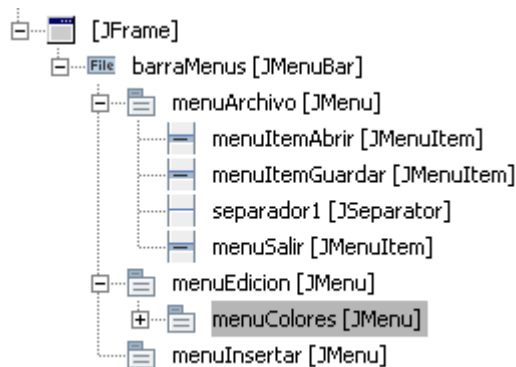 [JFrame]
File barraMenus [JMenuBar]
menuArchivo [JMenu]
menuItemAbrir [JMenuItem]
menuItemGuardar [JMenuItem]
separador1 [JSeparator]
menuSalir [JMenuItem]
menuEdicion [JMenu]
menuColores [JMenu]
menuInsertar [JMenu]